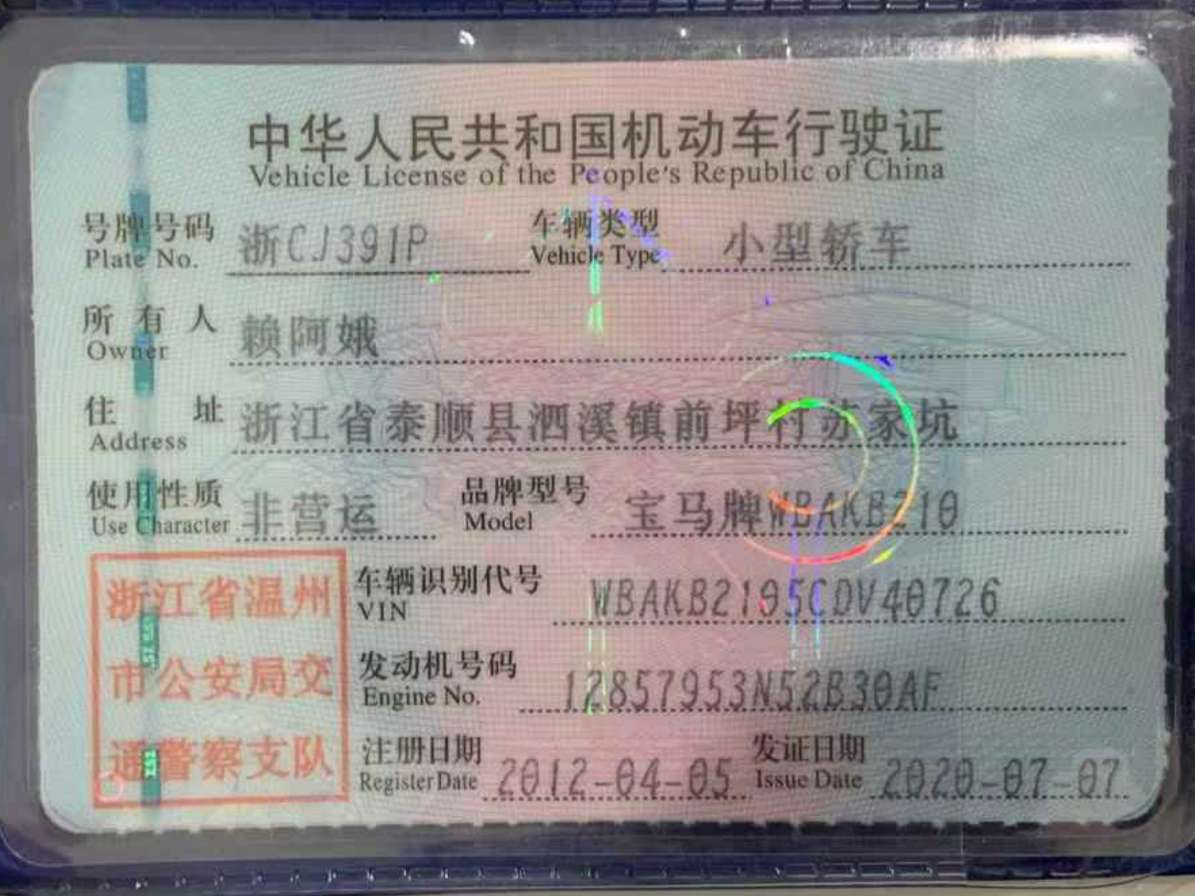 中华人民共和国机动车行驶证
Vehicle License of the People's Republic of China
号牌号码 浙CJ391P 车辆类型 小型轿车
Plate No. Vehicle Type
所有人 赖阿娥
Owner
住址 浙江省泰顺县泗溪镇前坪村苏家坑
Address
使用性质 非营运 品牌型号 宝马牌WBAKB210
Use Character Model
浙江省温州 车辆识别代号 WBAKB2105CDV40726
VIN
市公安局交 发动机号码 12857953N52B30AF
Engine No.
通警察支队 注册日期 2012-04-05 发证日期 2020-07-07
Register Date Issue Date